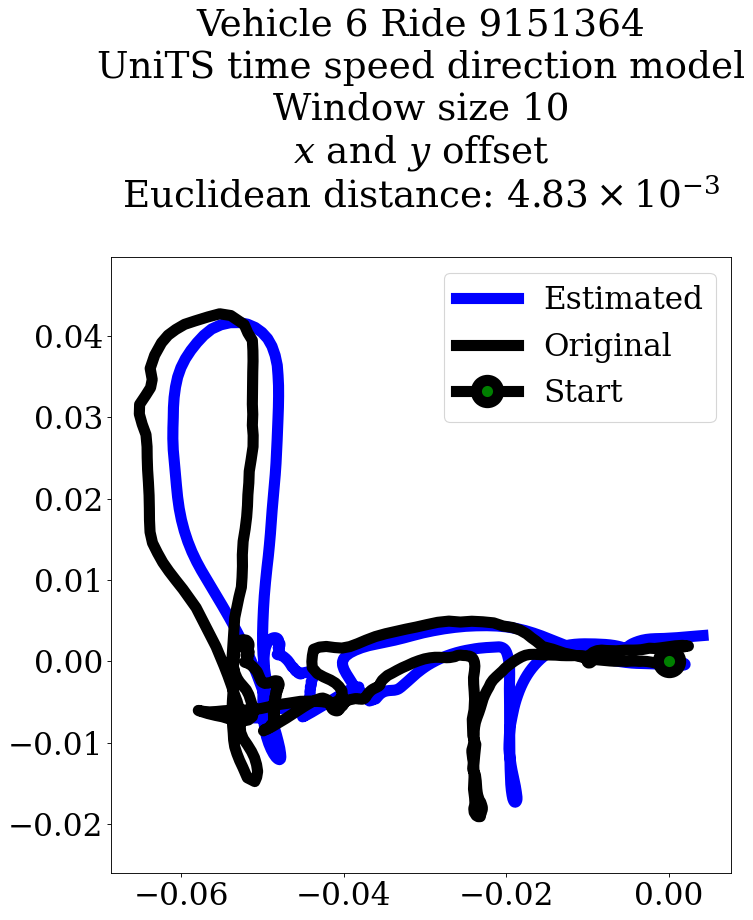 Vehicle 6 Ride 9151364
UniTS time speed direction model
Window size 10
x and y offset
Euclidean distance: 4.83 × 10⁻³
Estimated
Original
Start
0.04
0.03
0.02
0.01
0.00
−0.01
−0.02
−0.06 −0.04 −0.02 0.00